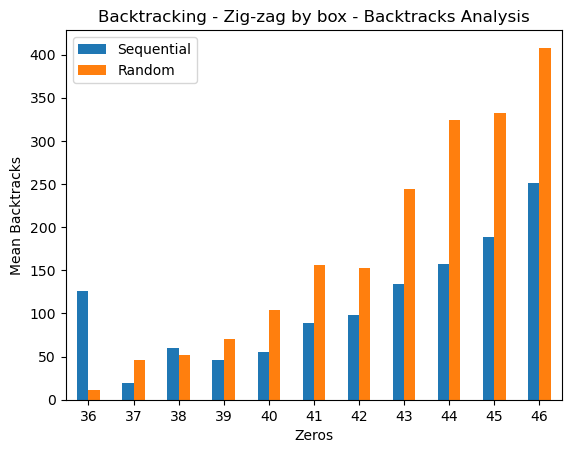 Backtracking - Zig-zag by box - Backtracks Analysis
Sequential
Random
Mean Backtracks
400
350
300
250
200
150
100
50
0
36 37 38 39 40 41 42 43 44 45 46
Zeros